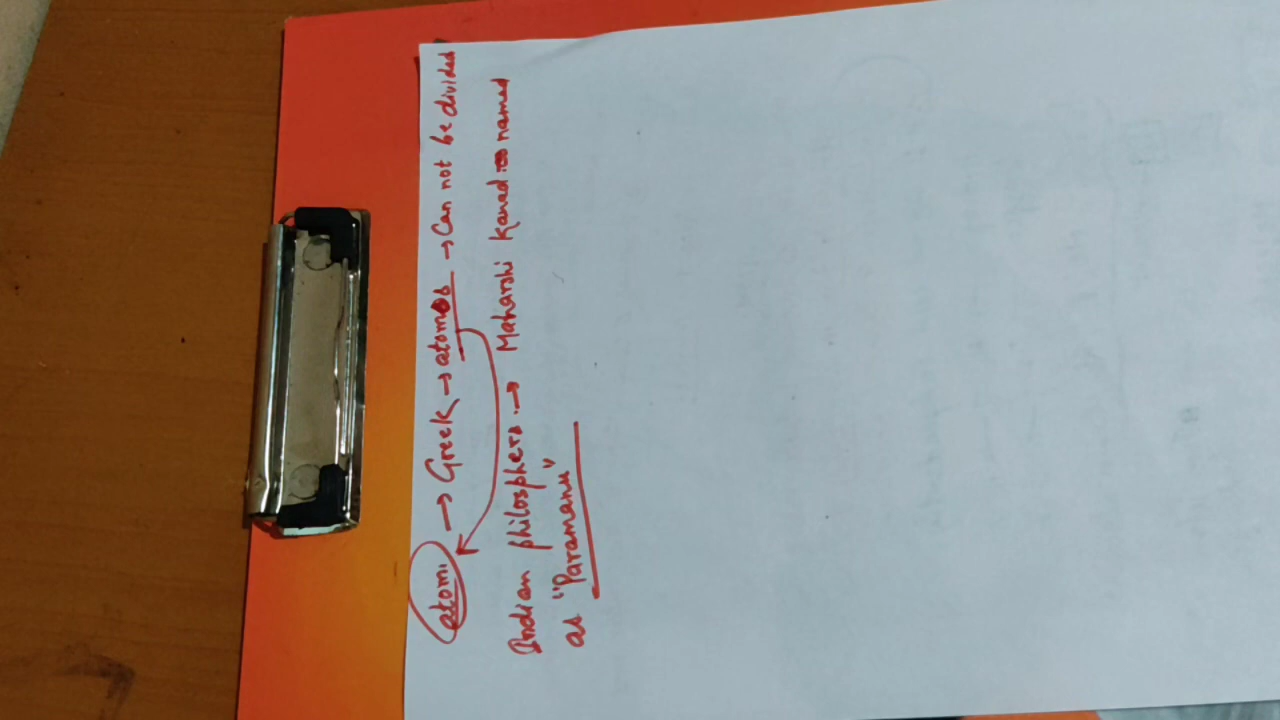 atom → Greek → atomos → Can not be divided
Indian philosphers → Maharshi Kanad named
as "Paramanu"